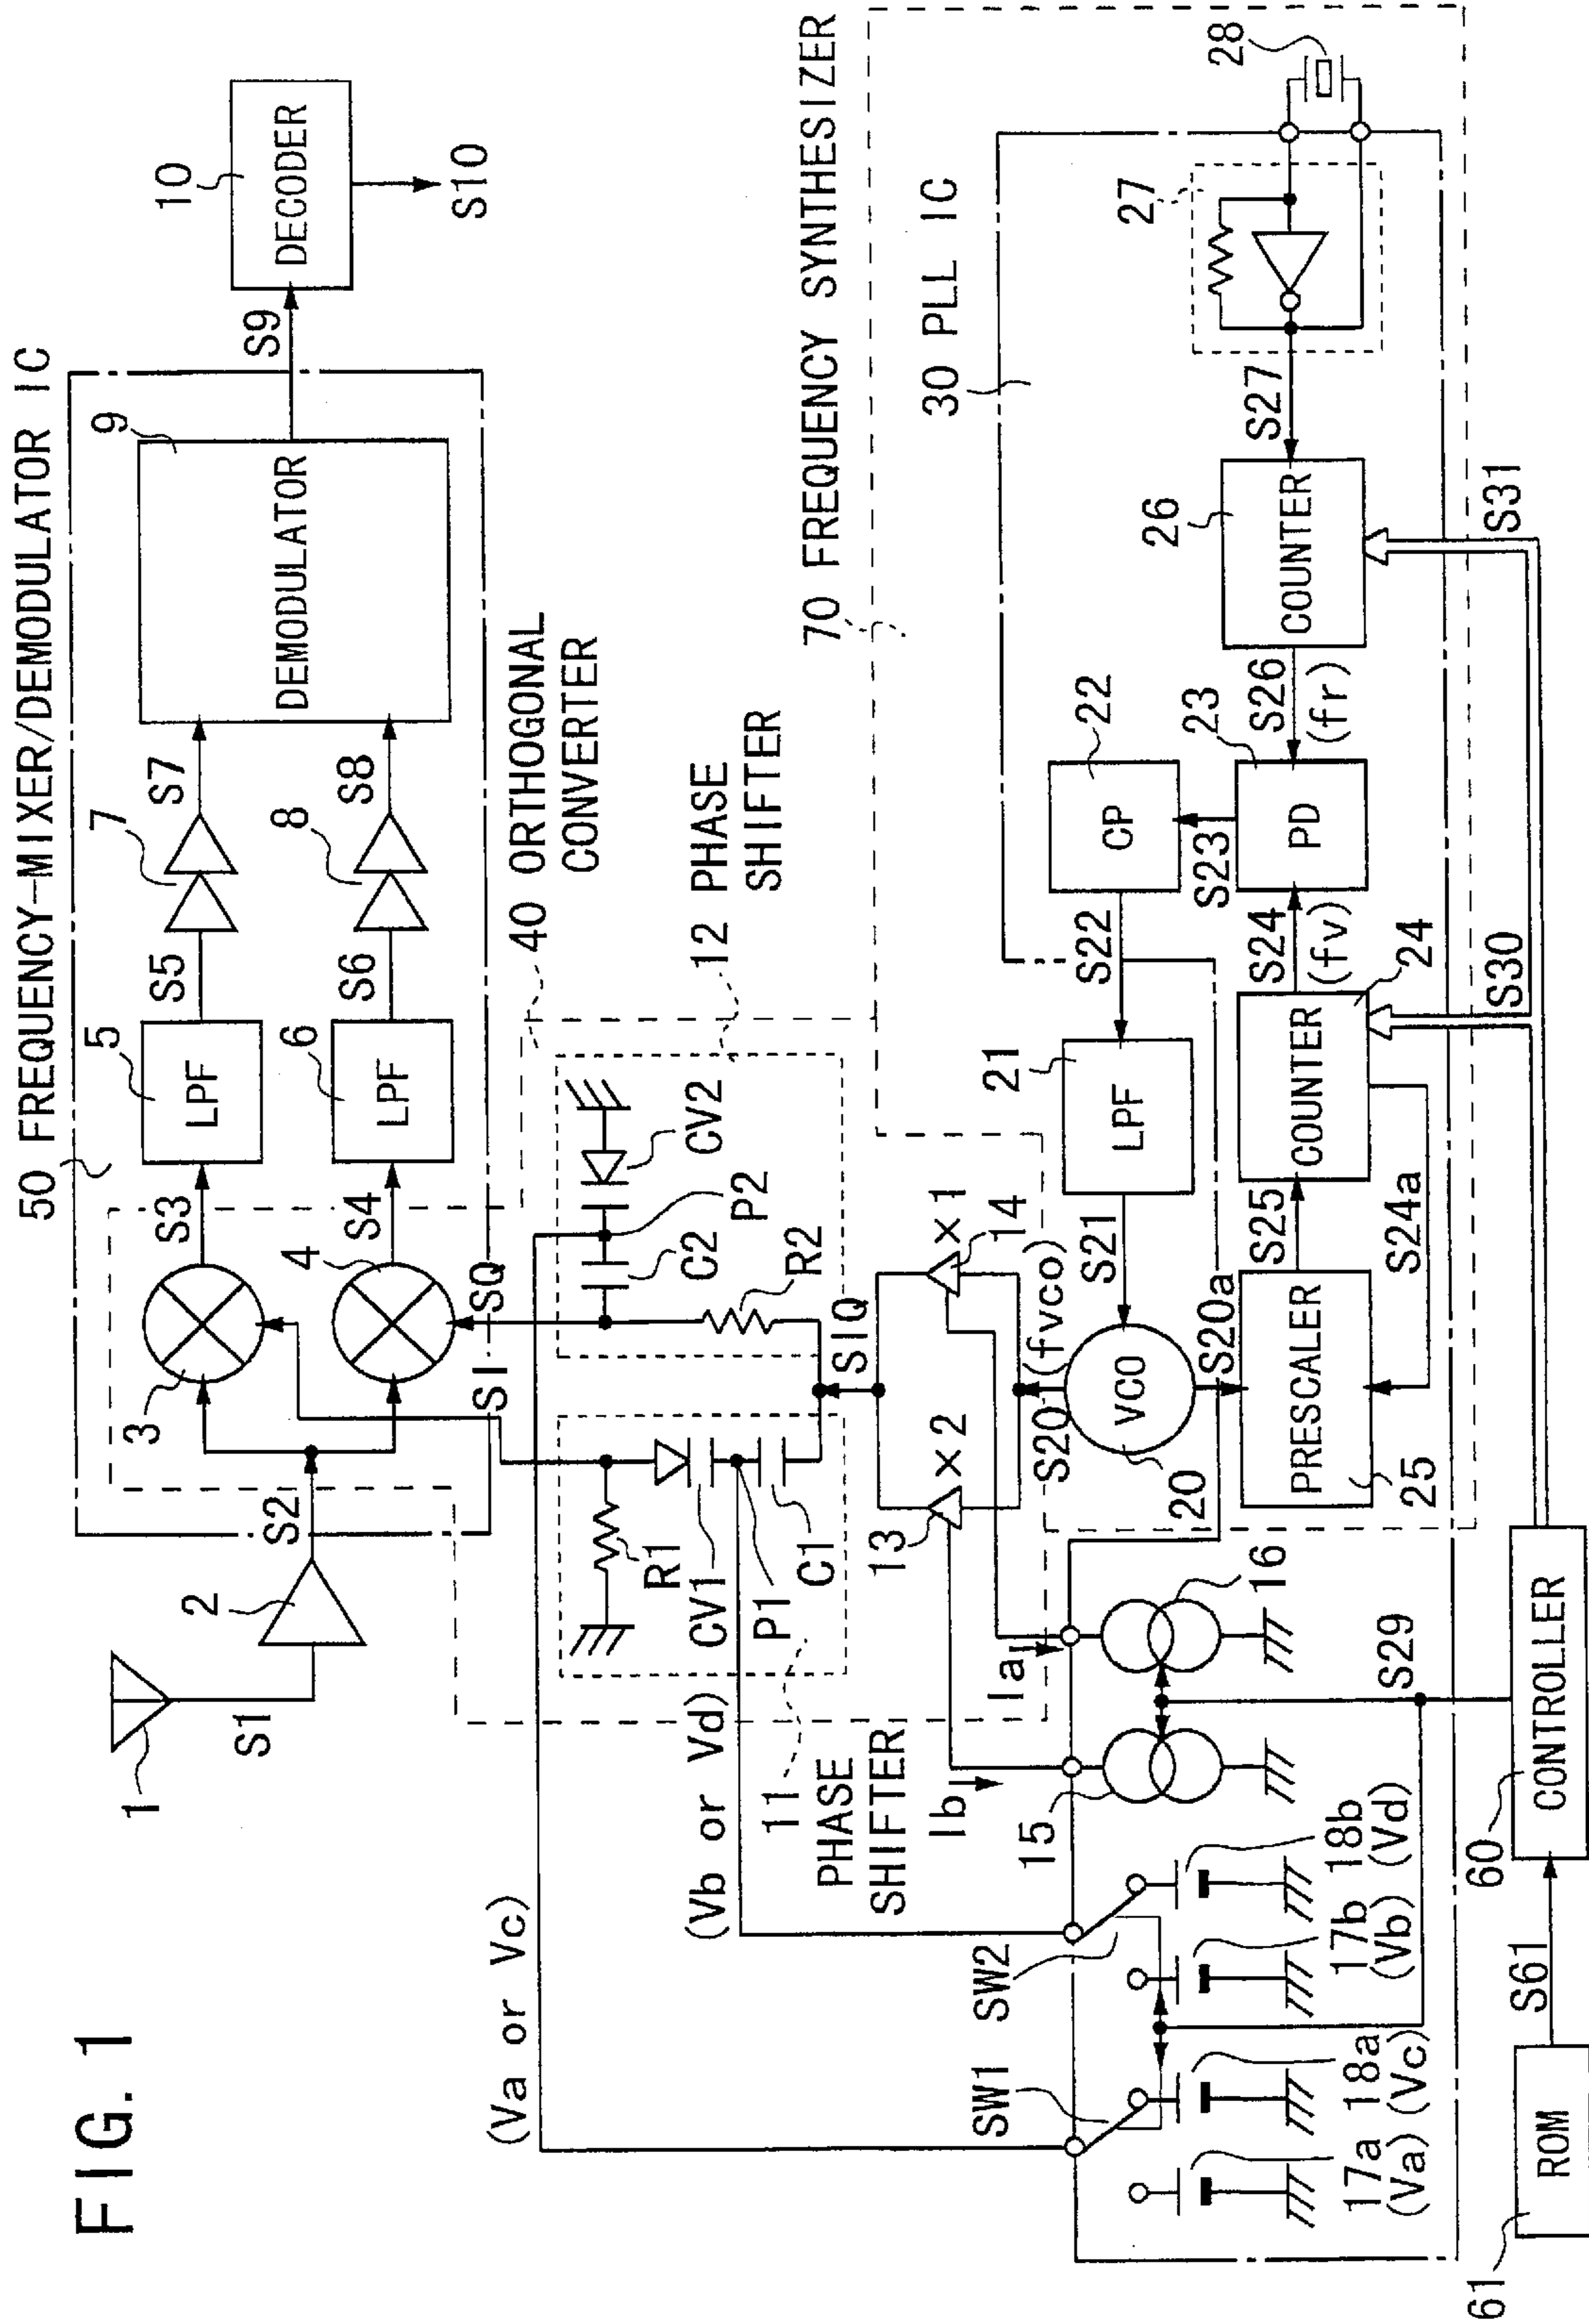 FIG. 1
50 FREQUENCY-MIXER/DEMODULATOR IC
1
S1
2
S2
3
S3
4
S4
5
LPF
6
LPF
S5
S6
7
8
S7
S8
9
DEMODULATOR
S9
10
DECODER
S10
SI
SQ
40 ORTHOGONAL
CONVERTER
12 PHASE
SHIFTER
CV2
P2
C2
R2
R1
CV1
P1
C1
11
PHASE
SHIFTER
(Va or Vc)
(Vb or Vd)
SIQ
13
×2
14
×1
S20
(fvco)
VCO
20
S20a
S21
21
LPF
S22
22
CP
S23
23
PD
S24
(fv)
24
COUNTER
S24a
S25
PRESCALER
25
S26
(fr)
26
COUNTER
S27
27
28
30 PLL IC
70 FREQUENCY SYNTHESIZER
Ia
Ib
15
16
SW1
SW2
17a
(Va)
18a
(Vc)
17b
(Vb)
18b
(Vd)
S29
S30
S31
60
CONTROLLER
S61
61
ROM